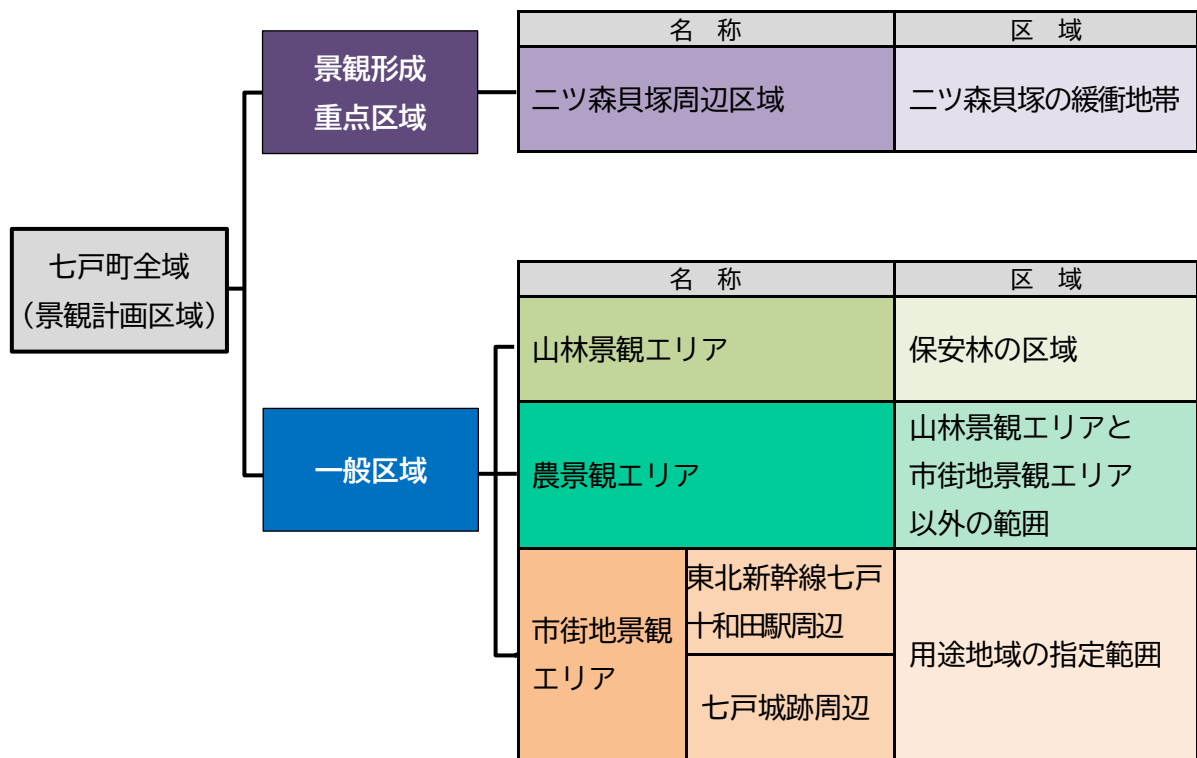 七戸町全域
（景観計画区域）
景観形成
重点区域
名　称
区　域
二ツ森貝塚周辺区域
二ツ森貝塚の緩衝地帯
一般区域
名　称
区　域
山林景観エリア
保安林の区域
農景観エリア
山林景観エリアと
市街地景観エリア
以外の範囲
市街地景観
エリア
東北新幹線七戸
十和田駅周辺
七戸城跡周辺
用途地域の指定範囲